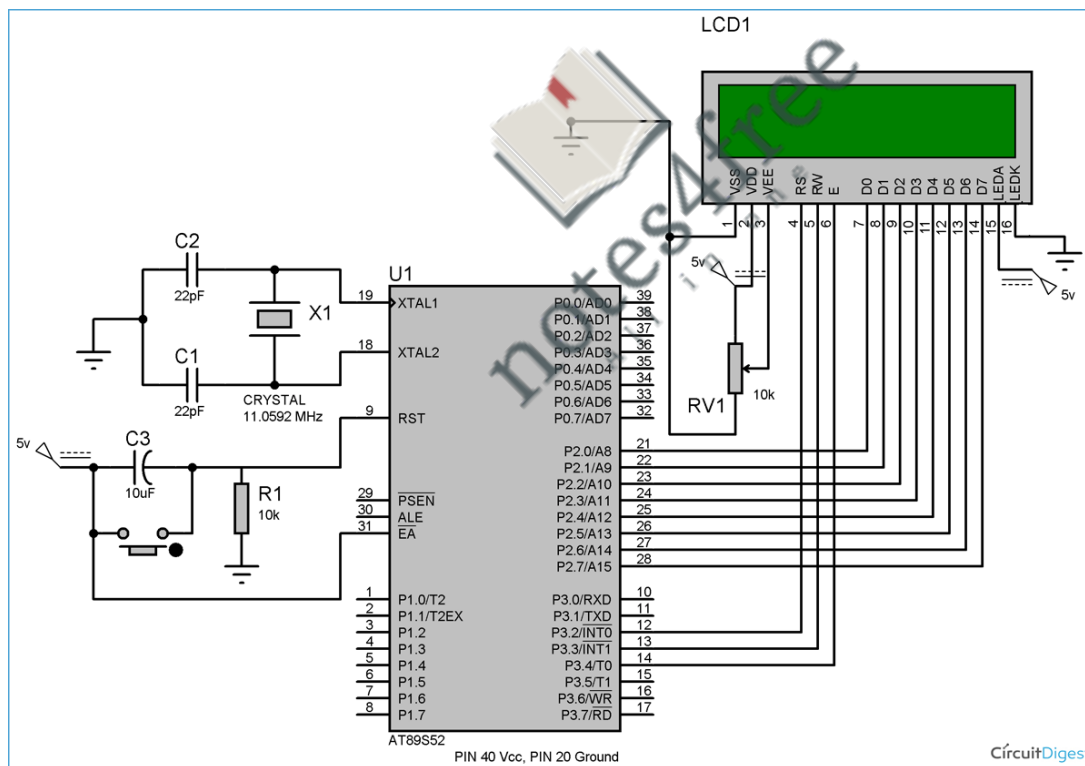 LCD1
VSS
VDD
VEE
RS
RW
E
D0
D1
D2
D3
D4
D5
D6
D7
LEDA
LEDK
1
2
3
4
5
6
7
8
9
10
11
12
13
14
15
16
5v
5v
RV1
10k
notes4free
all in one
C2
22pF
C1
22pF
X1
CRYSTAL
11.0592 MHz
5v
C3
10uF
R1
10k
U1
19 XTAL1
18 XTAL2
9 RST
29 PSEN
30 ALE
31 EA
1 P1.0/T2
2 P1.1/T2EX
3 P1.2
4 P1.3
5 P1.4
6 P1.5
7 P1.6
8 P1.7
P0.0/AD0 39
P0.1/AD1 38
P0.2/AD2 37
P0.3/AD3 36
P0.4/AD4 35
P0.5/AD5 34
P0.6/AD6 33
P0.7/AD7 32
P2.0/A8 21
P2.1/A9 22
P2.2/A10 23
P2.3/A11 24
P2.4/A12 25
P2.5/A13 26
P2.6/A14 27
P2.7/A15 28
P3.0/RXD 10
P3.1/TXD 11
P3.2/INT0 12
P3.3/INT1 13
P3.4/T0 14
P3.5/T1 15
P3.6/WR 16
P3.7/RD 17
AT89S52
PIN 40 Vcc, PIN 20 Ground
CircuitDiges